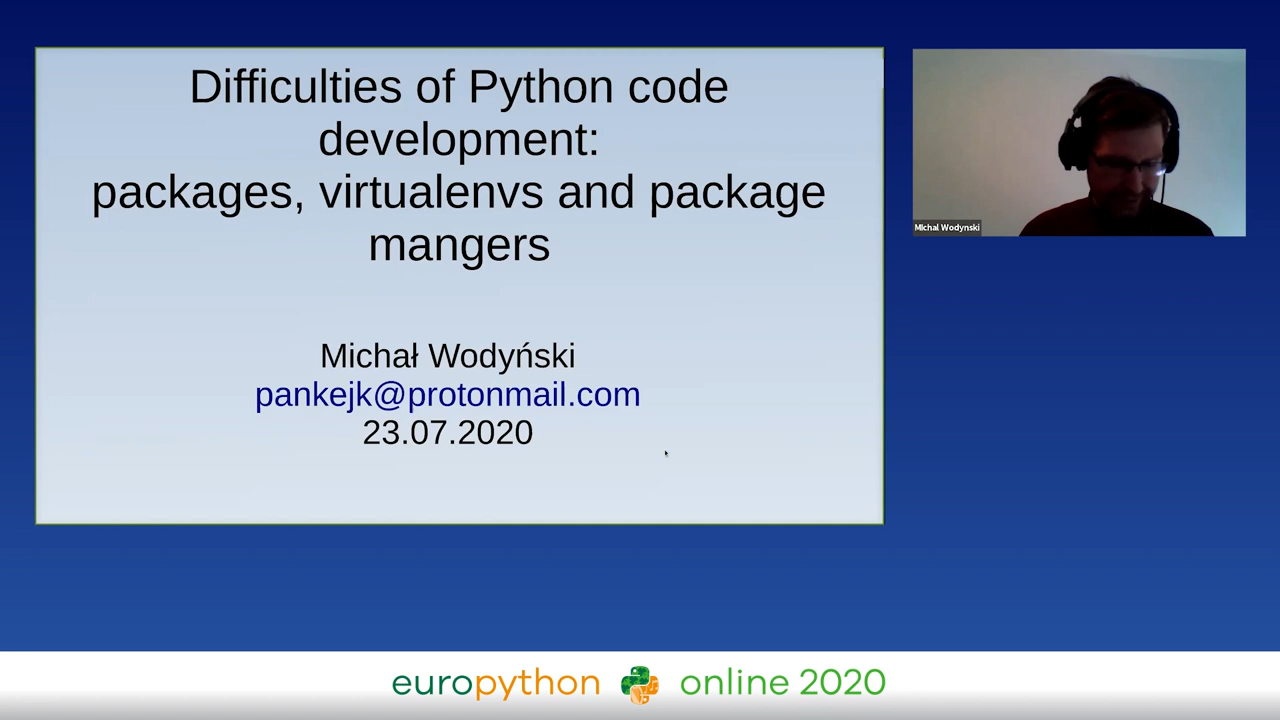 Difficulties of Python code
development:
packages, virtualenvs and package
mangers
Michał Wodyński
pankejk@protonmail.com
23.07.2020
Michal Wodynski
europython online 2020